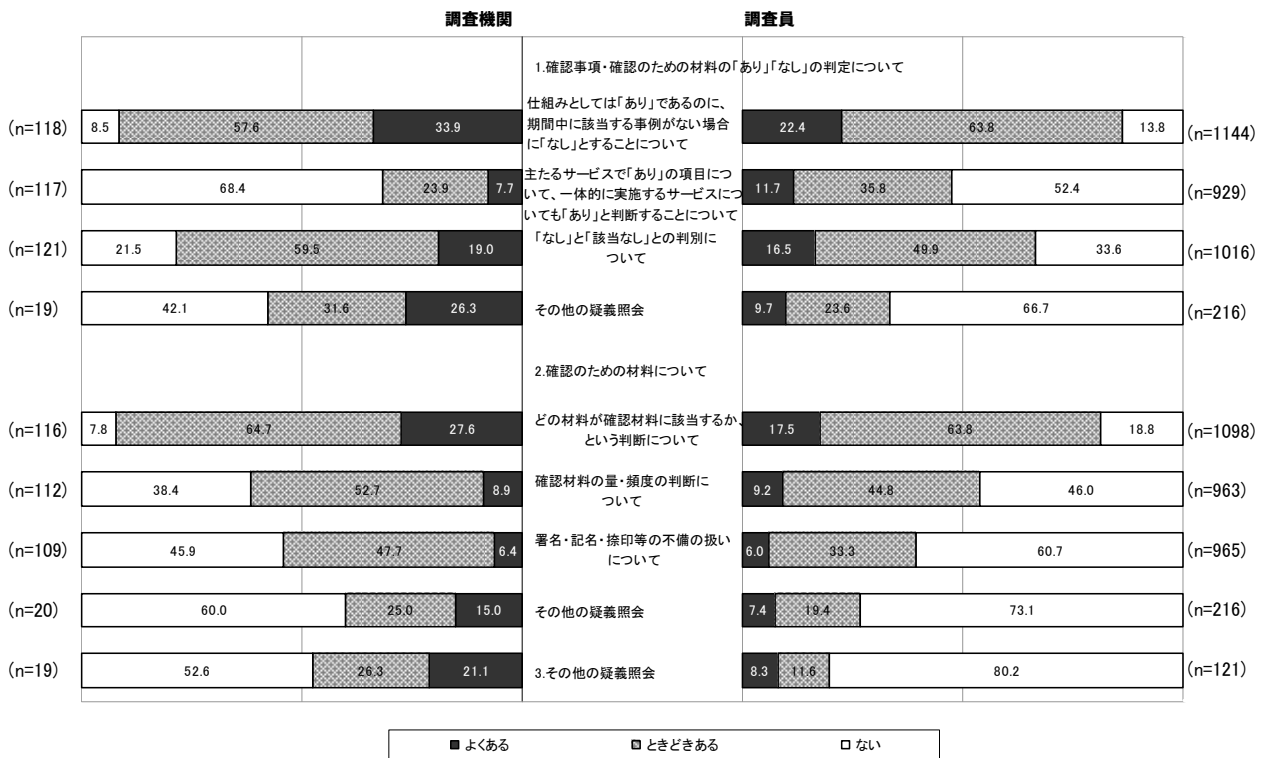 調査機関 調査員
1.確認事項・確認のための材料の「あり」「なし」の判定について
(n=118) 8.5 57.6 33.9
仕組みとしては「あり」であるのに、
期間中に該当する事例がない場合
に「なし」とすることについて
22.4 63.8 13.8 (n=1144)
(n=117) 68.4 23.9 7.7
主たるサービスで「あり」の項目につ
いて、一体的に実施するサービスにつ
いても「あり」と判断することについて
11.7 35.8 52.4 (n=929)
(n=121) 21.5 59.5 19.0
「なし」と「該当なし」との判別に
ついて
16.5 49.9 33.6 (n=1016)
(n=19) 42.1 31.6 26.3
その他の疑義照会
9.7 23.6 66.7 (n=216)
2.確認のための材料について
(n=116) 7.8 64.7 27.6
どの材料が確認材料に該当するか、
という判断について
17.5 63.8 18.8 (n=1098)
(n=112) 38.4 52.7 8.9
確認材料の量・頻度の判断に
ついて
9.2 44.8 46.0 (n=963)
(n=109) 45.9 47.7 6.4
署名・記名・捺印等の不備の扱い
について
6.0 33.3 60.7 (n=965)
(n=20) 60.0 25.0 15.0
その他の疑義照会
7.4 19.4 73.1 (n=216)
(n=19) 52.6 26.3 21.1
3.その他の疑義照会
8.3 11.6 80.2 (n=121)
よくある ときどきある ない